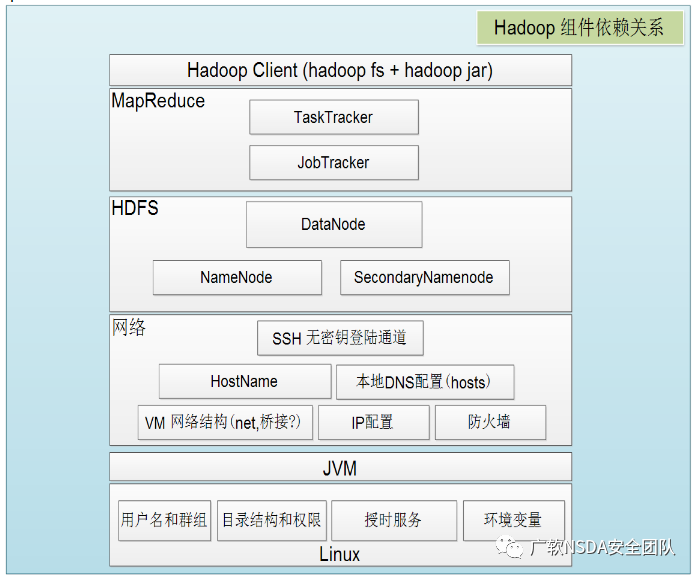 Hadoop 组件依赖关系
Hadoop Client (hadoop fs + hadoop jar)
MapReduce
TaskTracker
JobTracker
HDFS
DataNode
NameNode
SecondaryNamenode
网络
SSH 无密钥登陆通道
HostName
本地DNS配置(hosts)
VM 网络结构(net,桥接?)
IP配置
防火墙
JVM
用户名和群组
目录结构和权限
授时服务
环境变量
Linux
广软NSDA安全团队